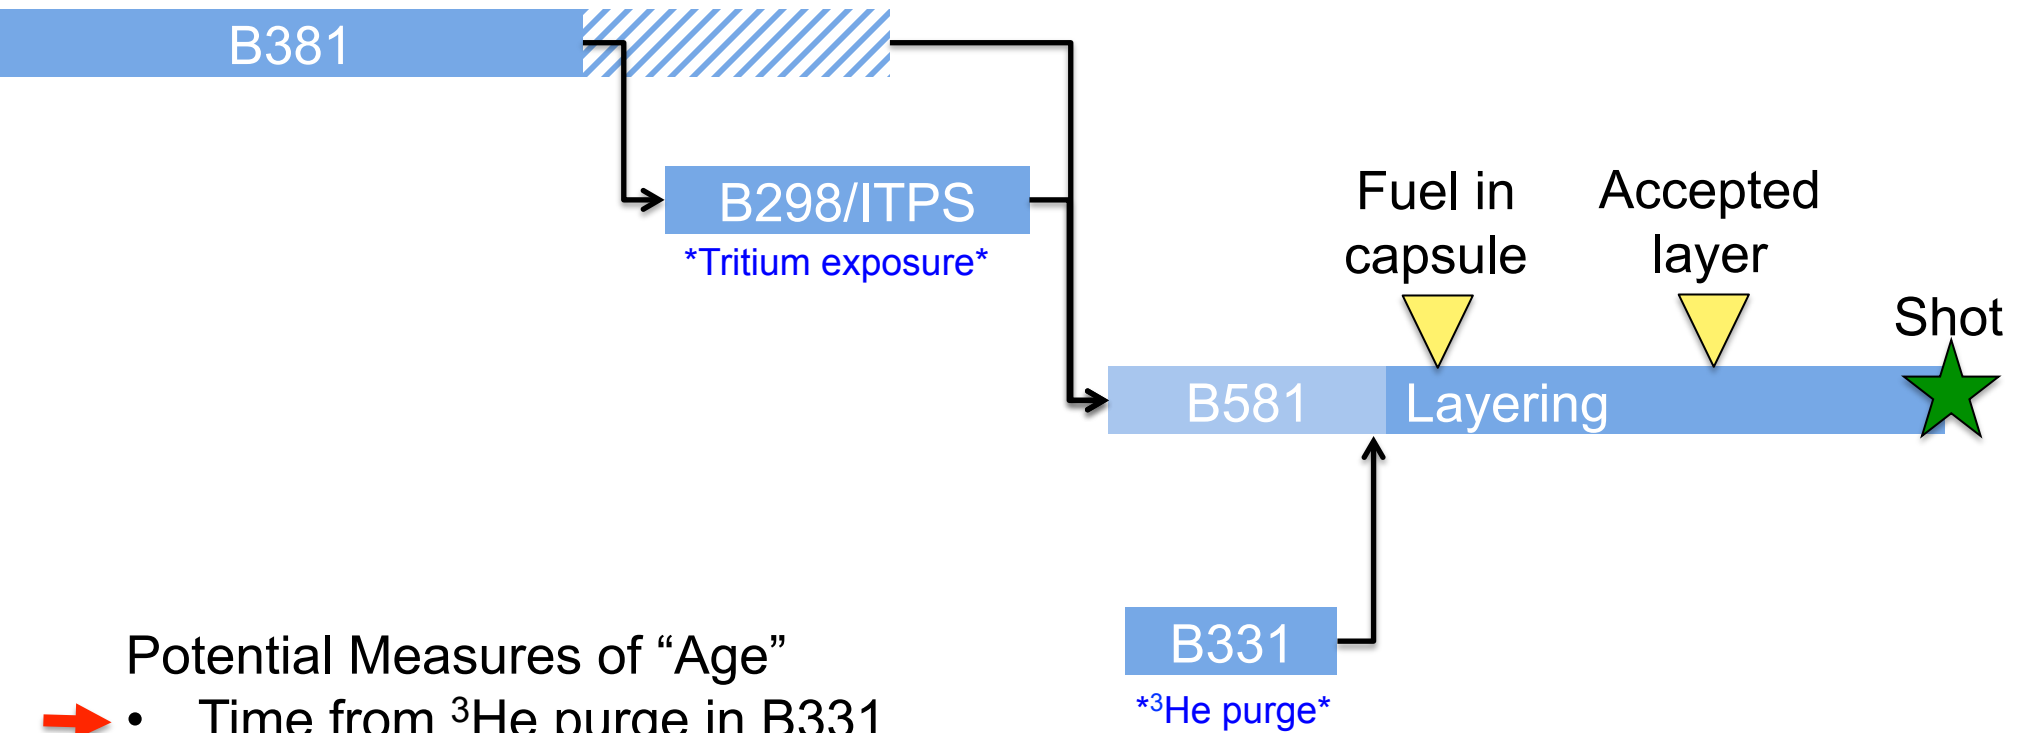 B381
B298/ITPS
*Tritium exposure*
Fuel in
capsule
Accepted
layer
Shot
B581
Layering
B331
*³He purge*
Potential Measures of “Age”
• Time from ³He purge in B331